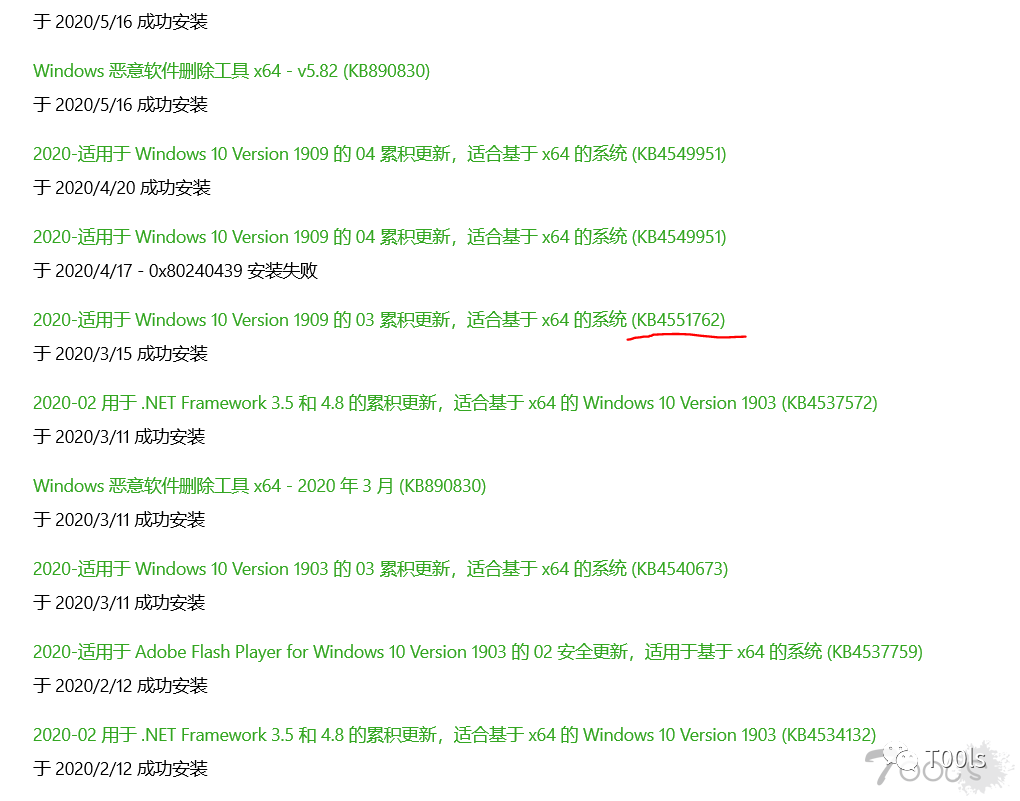 于 2020/5/16 成功安装
Windows 恶意软件删除工具 x64 - v5.82 (KB890830)
于 2020/5/16 成功安装
2020-适用于 Windows 10 Version 1909 的 04 累积更新，适合基于 x64 的系统 (KB4549951)
于 2020/4/20 成功安装
2020-适用于 Windows 10 Version 1909 的 04 累积更新，适合基于 x64 的系统 (KB4549951)
于 2020/4/17 - 0x80240439 安装失败
2020-适用于 Windows 10 Version 1909 的 03 累积更新，适合基于 x64 的系统 (KB4551762)
于 2020/3/15 成功安装
2020-02 用于 .NET Framework 3.5 和 4.8 的累积更新，适合基于 x64 的 Windows 10 Version 1903 (KB4537572)
于 2020/3/11 成功安装
Windows 恶意软件删除工具 x64 - 2020 年 3 月 (KB890830)
于 2020/3/11 成功安装
2020-适用于 Windows 10 Version 1903 的 03 累积更新，适合基于 x64 的系统 (KB4540673)
于 2020/3/11 成功安装
2020-适用于 Adobe Flash Player for Windows 10 Version 1903 的 02 安全更新，适用于基于 x64 的系统 (KB4537759)
于 2020/2/12 成功安装
2020-02 用于 .NET Framework 3.5 和 4.8 的累积更新，适合基于 x64 的 Windows 10 Version 1903 (KB4534132)
于 2020/2/12 成功安装
T00ls
T00ls